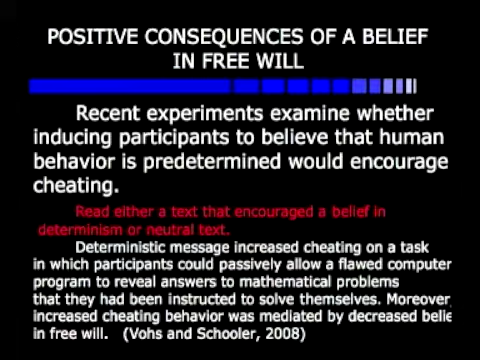 POSITIVE CONSEQUENCES OF A BELIEF
IN FREE WILL
Recent experiments examine whether
inducing participants to believe that human
behavior is predetermined would encourage
cheating.
Read either a text that encouraged a belief in
determinism or neutral text.
Deterministic message increased cheating on a task
in which participants could passively allow a flawed computer
program to reveal answers to mathematical problems
that they had been instructed to solve themselves. Moreover,
increased cheating behavior was mediated by decreased belie
in free will. (Vohs and Schooler, 2008)